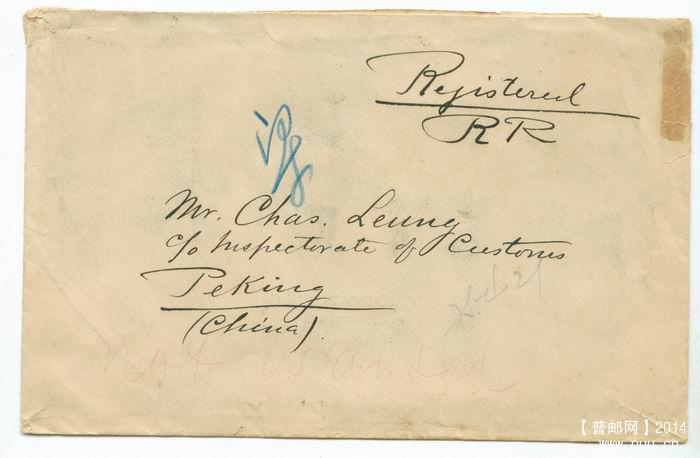 Registered
RR
Mr. Chas. Leung
c/o Inspectorate of Customs
Peking
(China)
Not wanted
【普邮网】2014